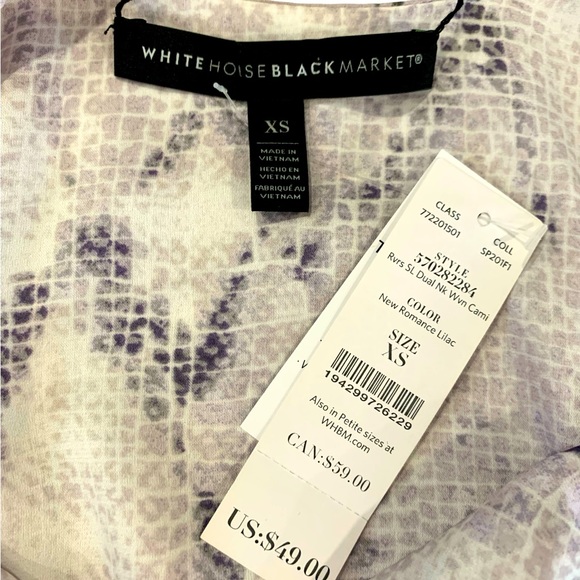 WHITE HOUSE BLACK MARKET®
XS
MADE IN
VIETNAM
HECHO EN
VIETNAM
FABRIQUÉ AU
VIETNAM
CLASS
772201501
COLL
SP201F1
STYLE
570282284
Rvrs SL Dual Nk Wvn Cami
COLOR
New Romance Lilac
SIZE
XS
194299726229
Also in Petite sizes at
WHBM.com
CAN:$59.00
US:$49.00